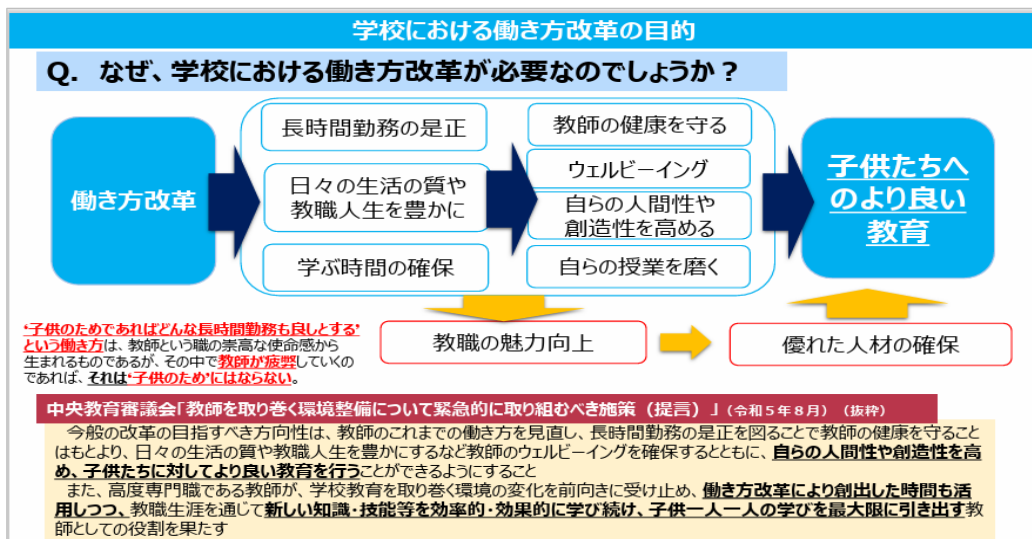 学校における働き方改革の目的
Q. なぜ、学校における働き方改革が必要なのでしょうか？
働き方改革
長時間勤務の是正
日々の生活の質や
教職人生を豊かに
学ぶ時間の確保
教師の健康を守る
ウェルビーイング
自らの人間性や
創造性を高める
自らの授業を磨く
子供たちへ
のより良い
教育
教職の魅力向上
優れた人材の確保
‘子供のためであればどんな長時間勤務も良しとする’
という働き方は、教師という職の崇高な使命感から
生まれるものであるが、その中で教師が疲弊していくの
であれば、それは‘子供のため’にはならない。
中央教育審議会「教師を取り巻く環境整備について緊急的に取り組むべき施策（提言）」（令和５年８月）（抜粋）
今般の改革の目指すべき方向性は、教師のこれまでの働き方を見直し、長時間勤務の是正を図ることで教師の健康を守ること
はもとより、日々の生活の質や教職人生を豊かにするなど教師のウェルビーイングを確保するとともに、自らの人間性や創造性を高
め、子供たちに対してより良い教育を行うことができるようにすること
また、高度専門職である教師が、学校教育を取り巻く環境の変化を前向きに受け止め、働き方改革により創出した時間も活
用しつつ、教職生涯を通じて新しい知識・技能等を効率的・効果的に学び続け、子供一人一人の学びを最大限に引き出す教
師としての役割を果たす